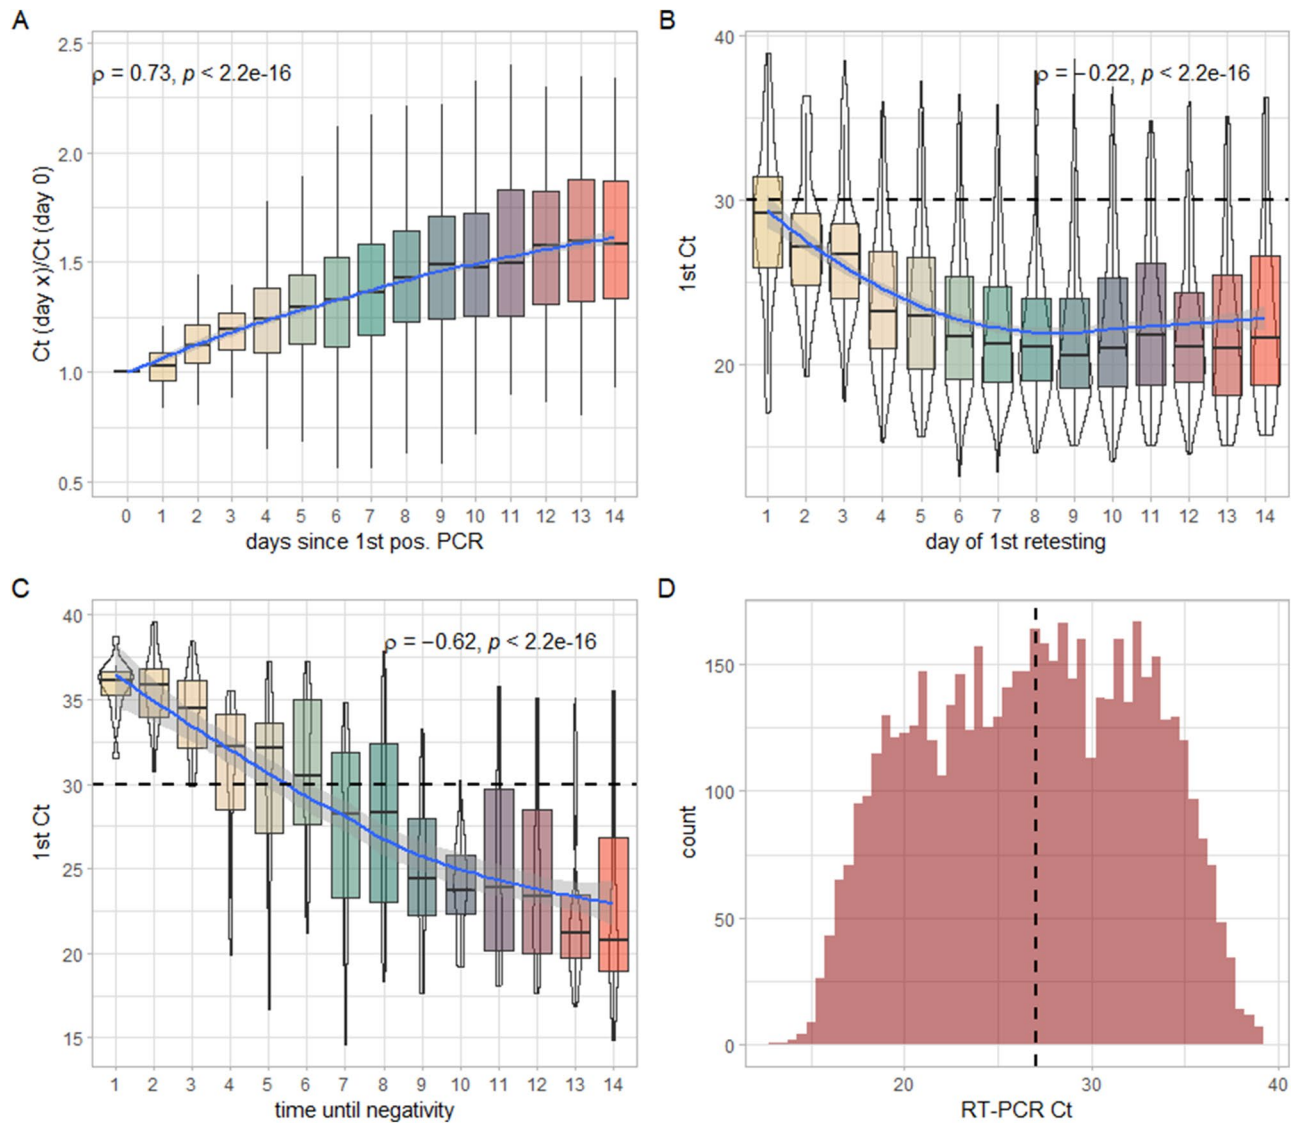 A
ρ = 0.73, p < 2.2e-16
2.5
2.0
1.5
1.0
0.5
Ct (day x)/Ct (day 0)
0 1 2 3 4 5 6 7 8 9 10 11 12 13 14
days since 1st pos. PCR
B
ρ = −0.22, p < 2.2e-16
40
30
20
1st Ct
1 2 3 4 5 6 7 8 9 10 11 12 13 14
day of 1st retesting
C
ρ = −0.62, p < 2.2e-16
40
35
30
25
20
15
1st Ct
1 2 3 4 5 6 7 8 9 10 11 12 13 14
time until negativity
D
150
100
50
0
count
20 30 40
RT-PCR Ct